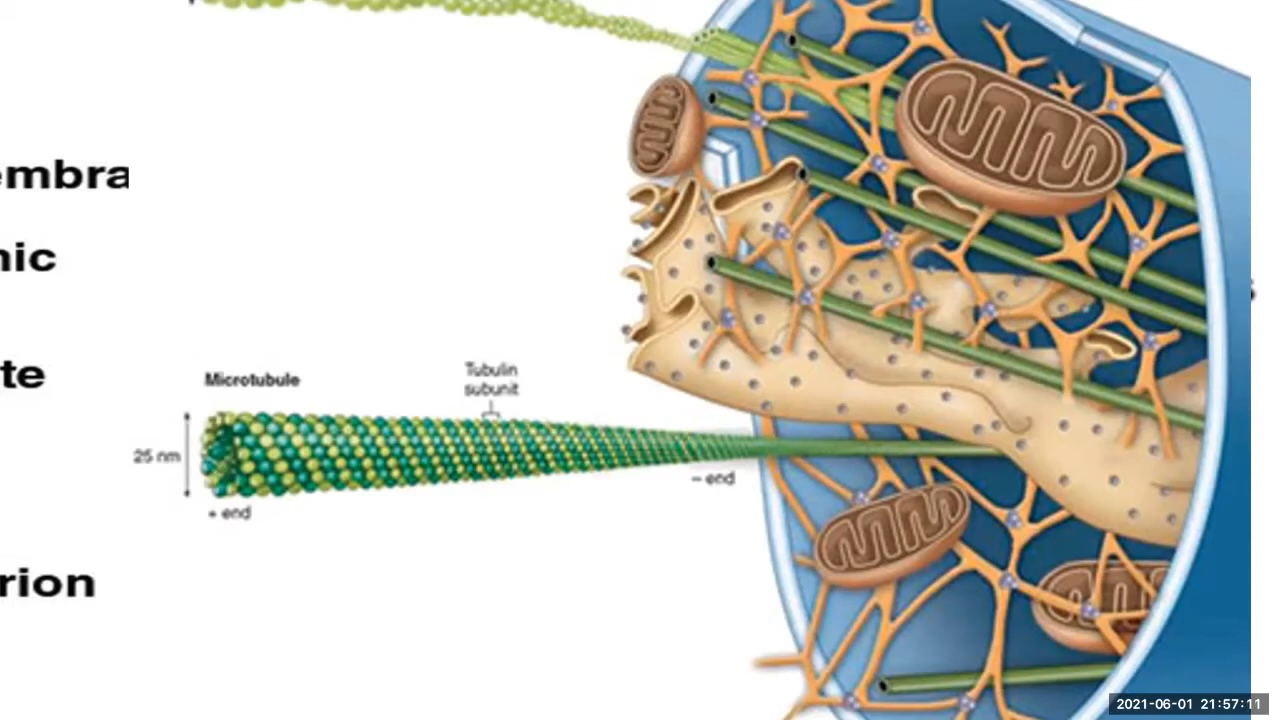 embra
nic
te
Microtubule
Tubulin
subunit
25 nm
– end
+ end
rion
2021-06-01 21:57:11